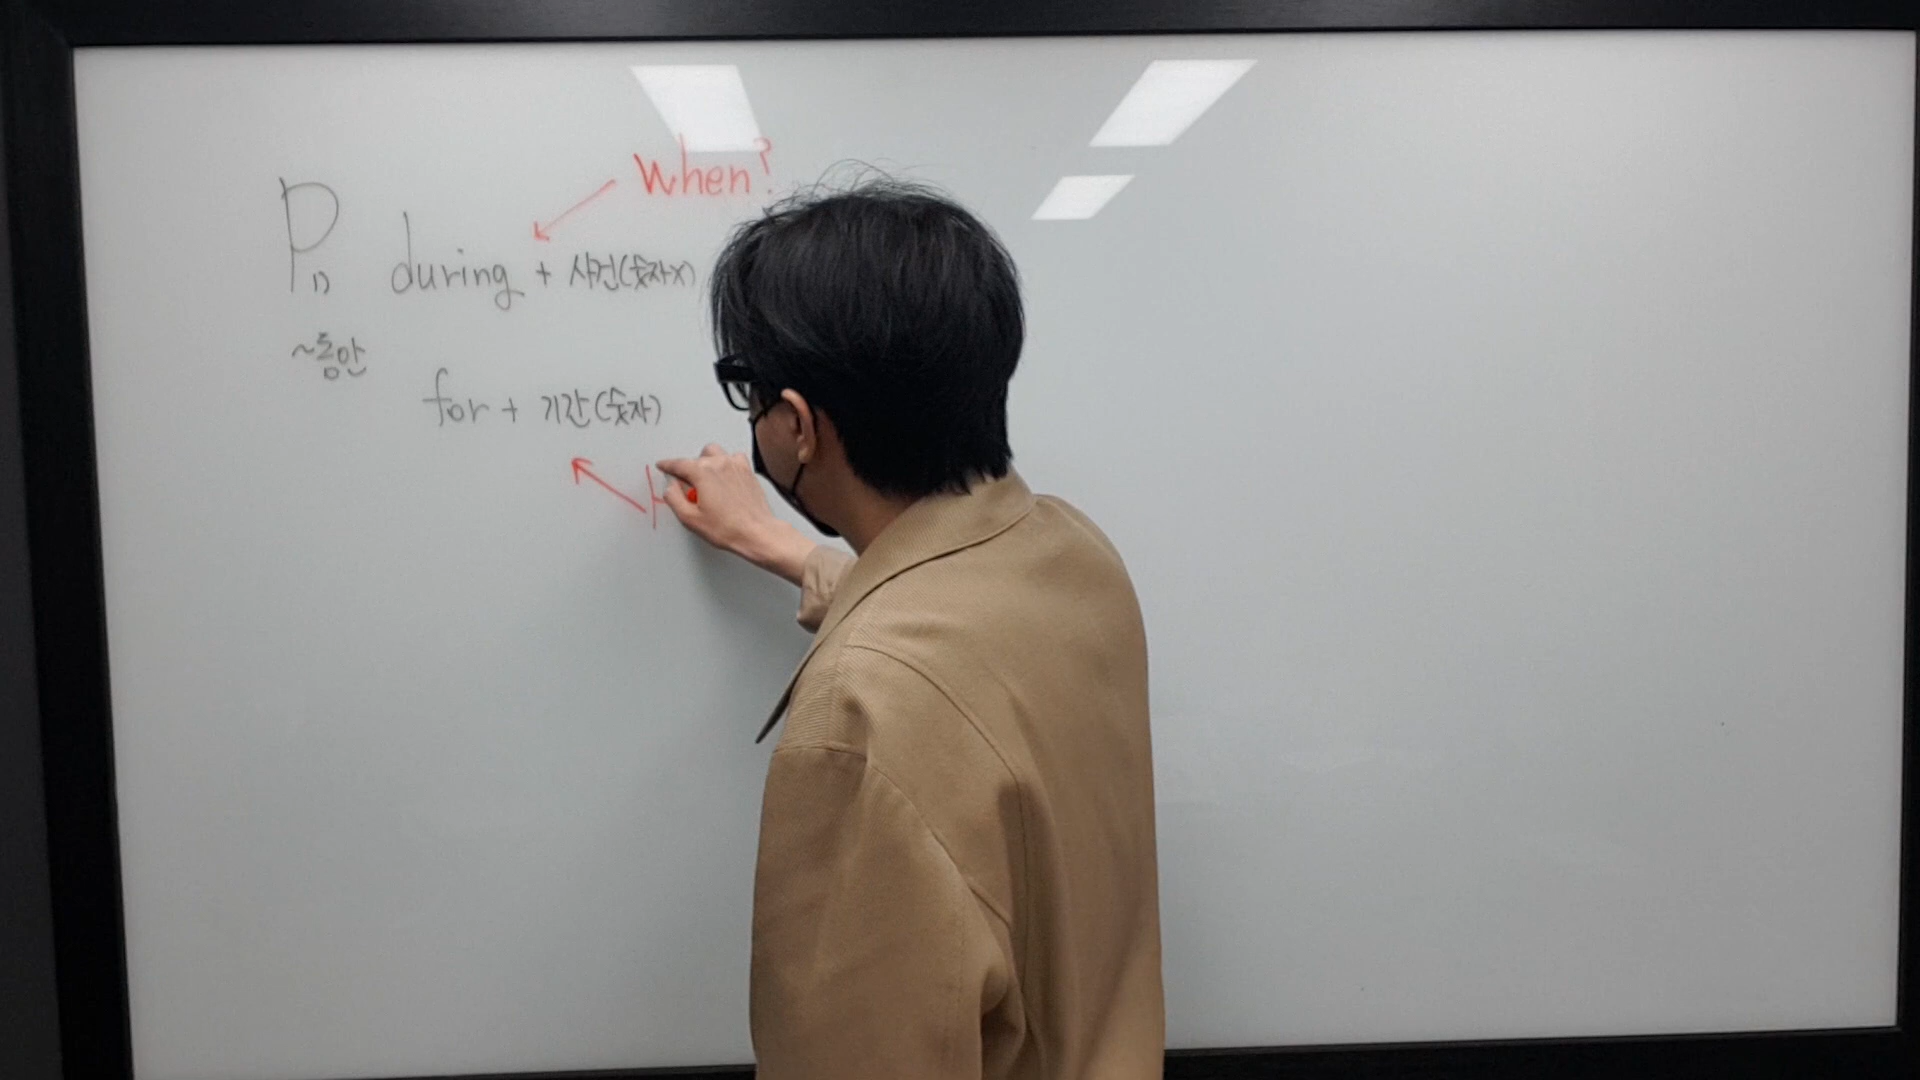 When?
P
1) during + 사건(숫자x)
~동안
for + 기간(숫자)